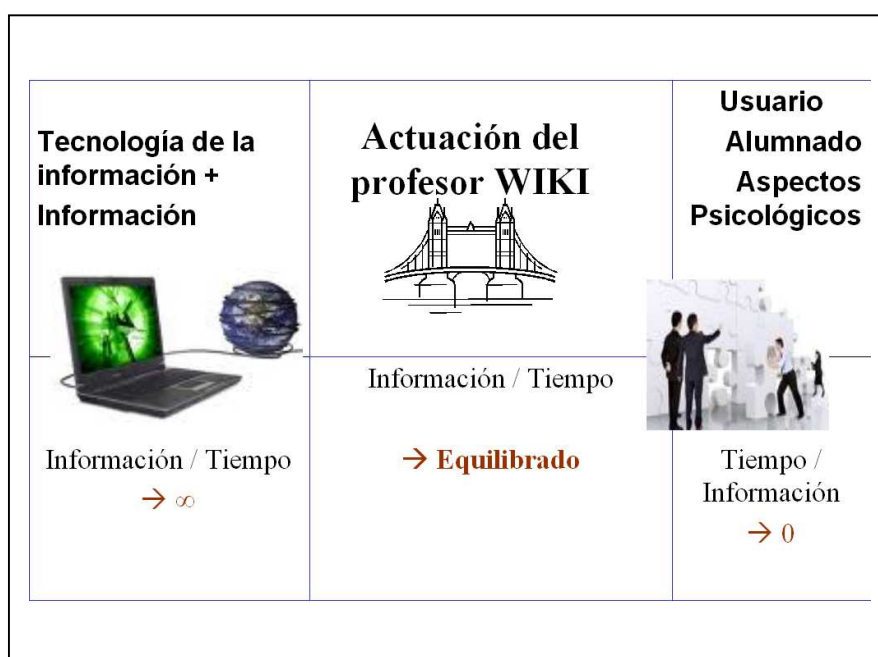 Tecnología de la
información +
Información
Información / Tiempo
→ ∞
Actuación del
profesor WIKI
Información / Tiempo
→ Equilibrado
Usuario
Alumnado
Aspectos
Psicológicos
Tiempo /
Información
→ 0